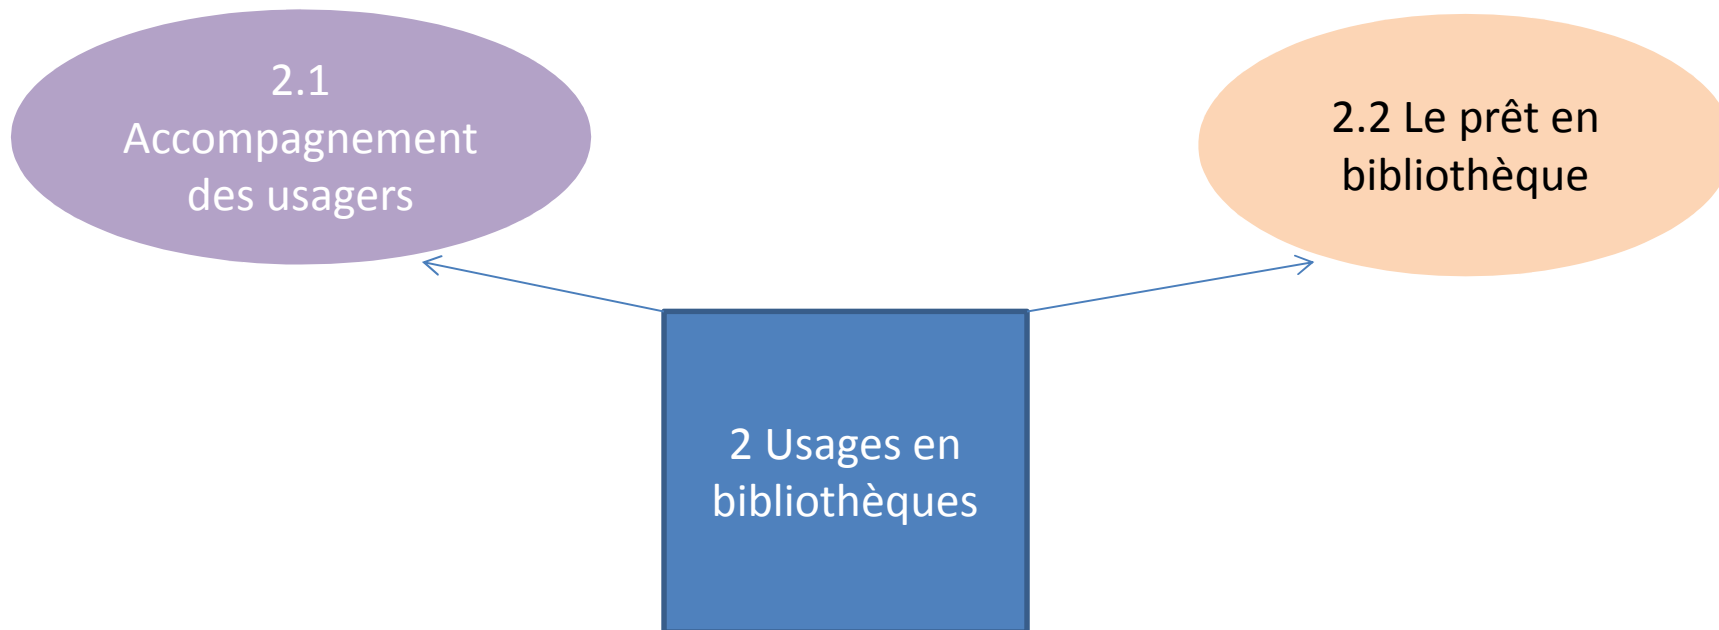 2.1
Accompagnement
des usagers
2.2 Le prêt en
bibliothèque
2 Usages en
bibliothèques